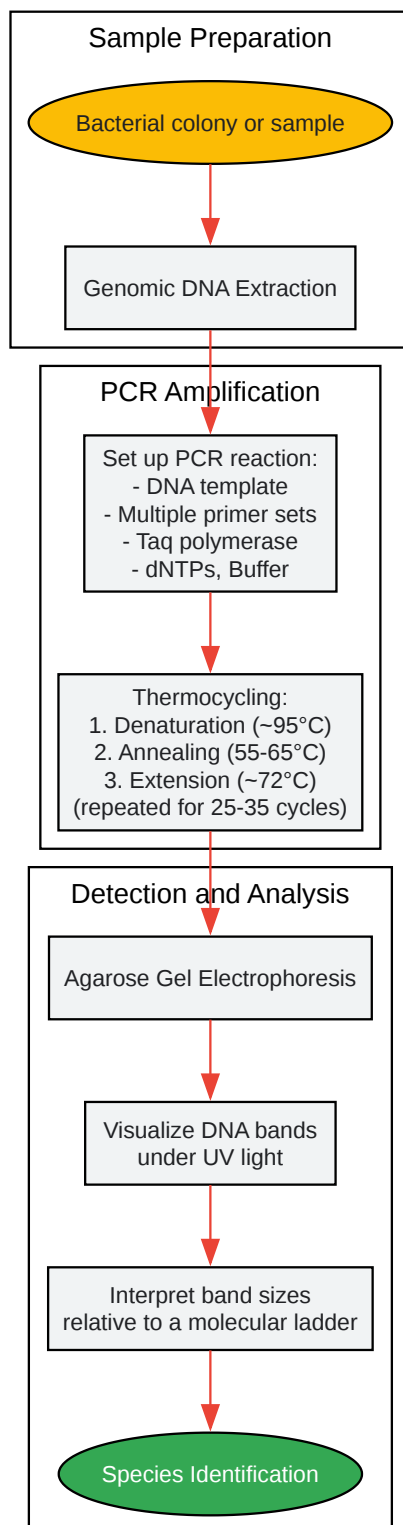 Sample Preparation
Bacterial colony or sample
Genomic DNA Extraction
PCR Amplification
Set up PCR reaction:
- DNA template
- Multiple primer sets
- Taq polymerase
- dNTPs, Buffer
Thermocycling:
1. Denaturation (~95°C)
2. Annealing (55-65°C)
3. Extension (~72°C)
(repeated for 25-35 cycles)
Detection and Analysis
Agarose Gel Electrophoresis
Visualize DNA bands
under UV light
Interpret band sizes
relative to a molecular ladder
Species Identification